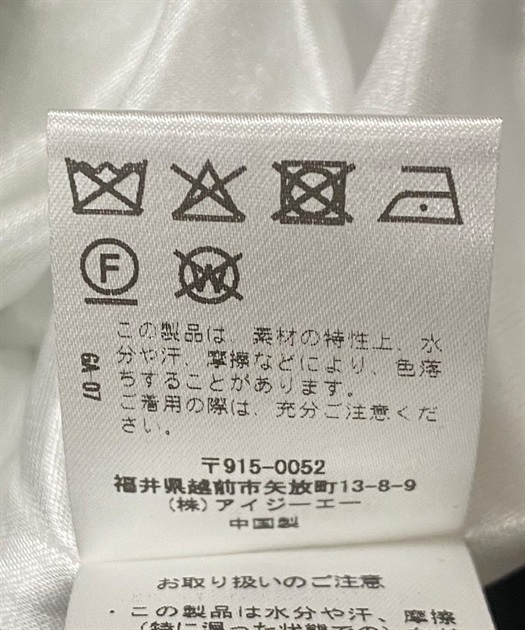 F W
この製品は、素材の特性上、水
分や汗、摩擦などにより、色落
ちすることがあります。
ご着用の際は、充分ご注意くだ
さい。
GA 07
〒915-0052
福井県越前市矢放町13-8-9
(株)アイジーエー
中国製
お取り扱いのご注意
・この製品は水分や汗、摩擦